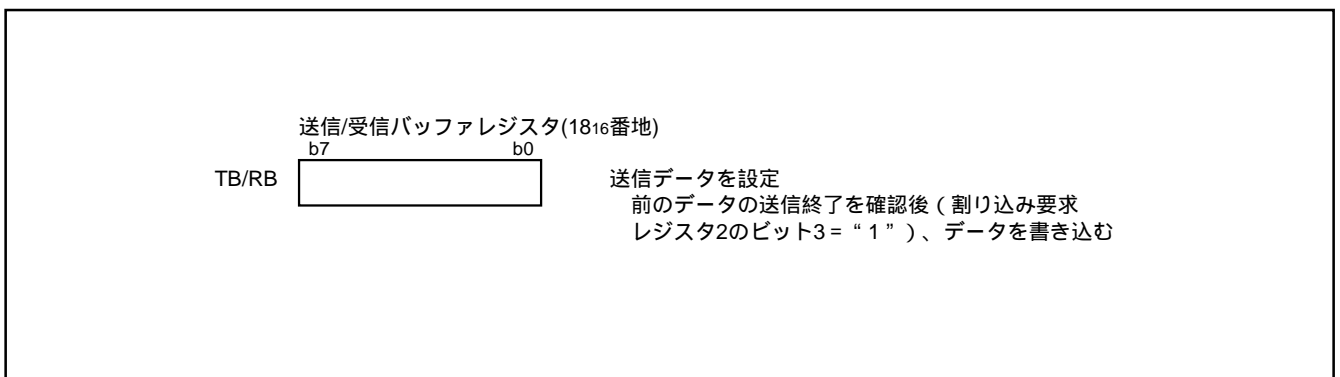 送信/受信バッファレジスタ(1816番地)
b7 b0
TB/RB
送信データを設定
前のデータの送信終了を確認後(割り込み要求
レジスタ2のビット3=“1”)、データを書き込む